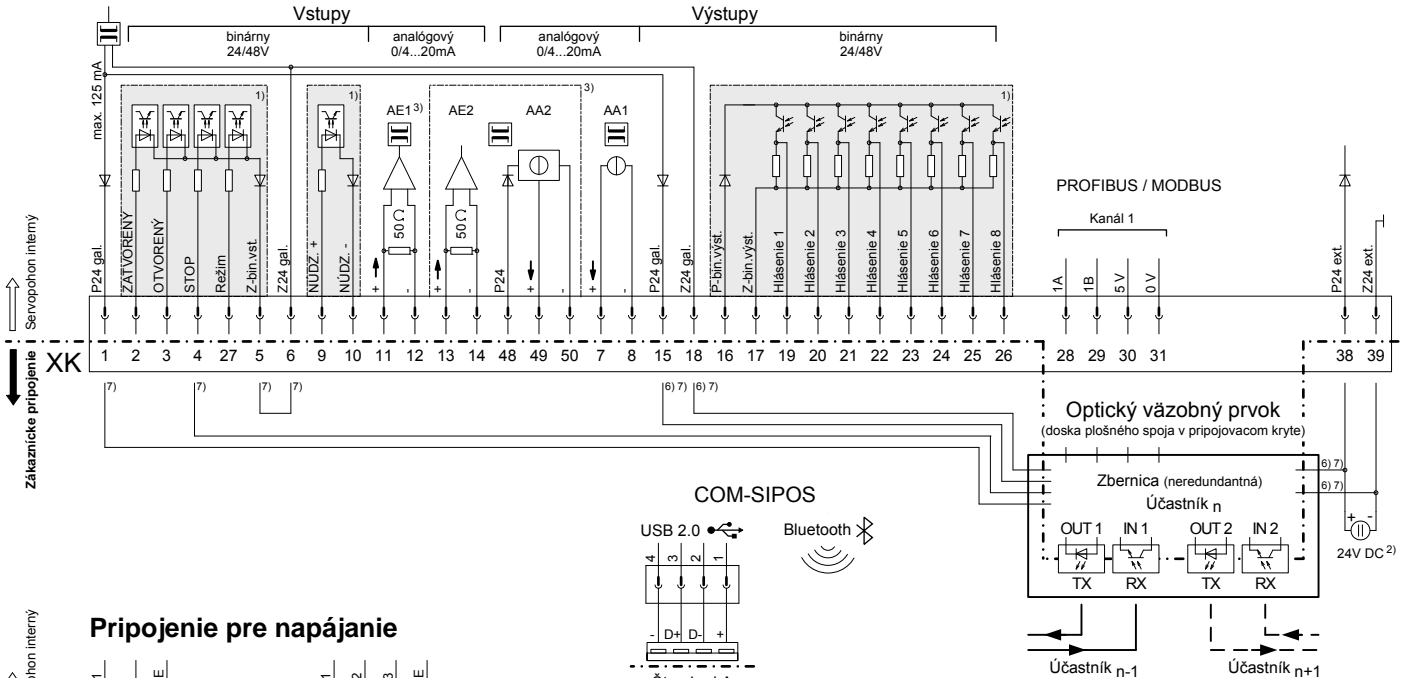 Vstupy
Výstupy
binárny
24/48V
analógový
0/4...20mA
analógový
0/4...20mA
binárny
24/48V
max. 125 mA
1)
1)
AE1 3)
AE2
AA2
3)
AA1
1)
PROFIBUS / MODBUS
Kanál 1
50Ω
50Ω
Servopohon interný
P24 gal.
ZATVORENÝ
OTVORENÝ
STOP
Režim
Z-bin.vst.
Z24 gal.
NÚDZ. +
NÚDZ. -
+
-
+
-
P24
+
-
+
-
P24 gal.
Z24 gal.
P-bin.výst.
Z-bin.výst.
Hlásenie 1
Hlásenie 2
Hlásenie 3
Hlásenie 4
Hlásenie 5
Hlásenie 6
Hlásenie 7
Hlásenie 8
1A
1B
5 V
0 V
P24 ext.
Z24 ext.
Zákaznícke pripojenie
XK
1 2 3 4 27 5 6 9 10 11 12 13 14 48 49 50 7 8 15 18 16 17 19 20 21 22 23 24 25 26 28 29 30 31 38 39
7)
7)
7)
7)
6) 7)
6) 7)
Optický väzobný prvok
(doska plošného spoja v pripojovacom kryte)
Zbernica (neredundantná)
Účastník n
6) 7)
6) 7)
OUT 1
IN 1
OUT 2
IN 2
TX
RX
TX
RX
+ -
24V DC 2)
Účastník n-1
Účastník n+1
COM-SIPOS
USB 2.0
Bluetooth
4 3 2 1
- D+ D- +
Pripojenie pre napájanie